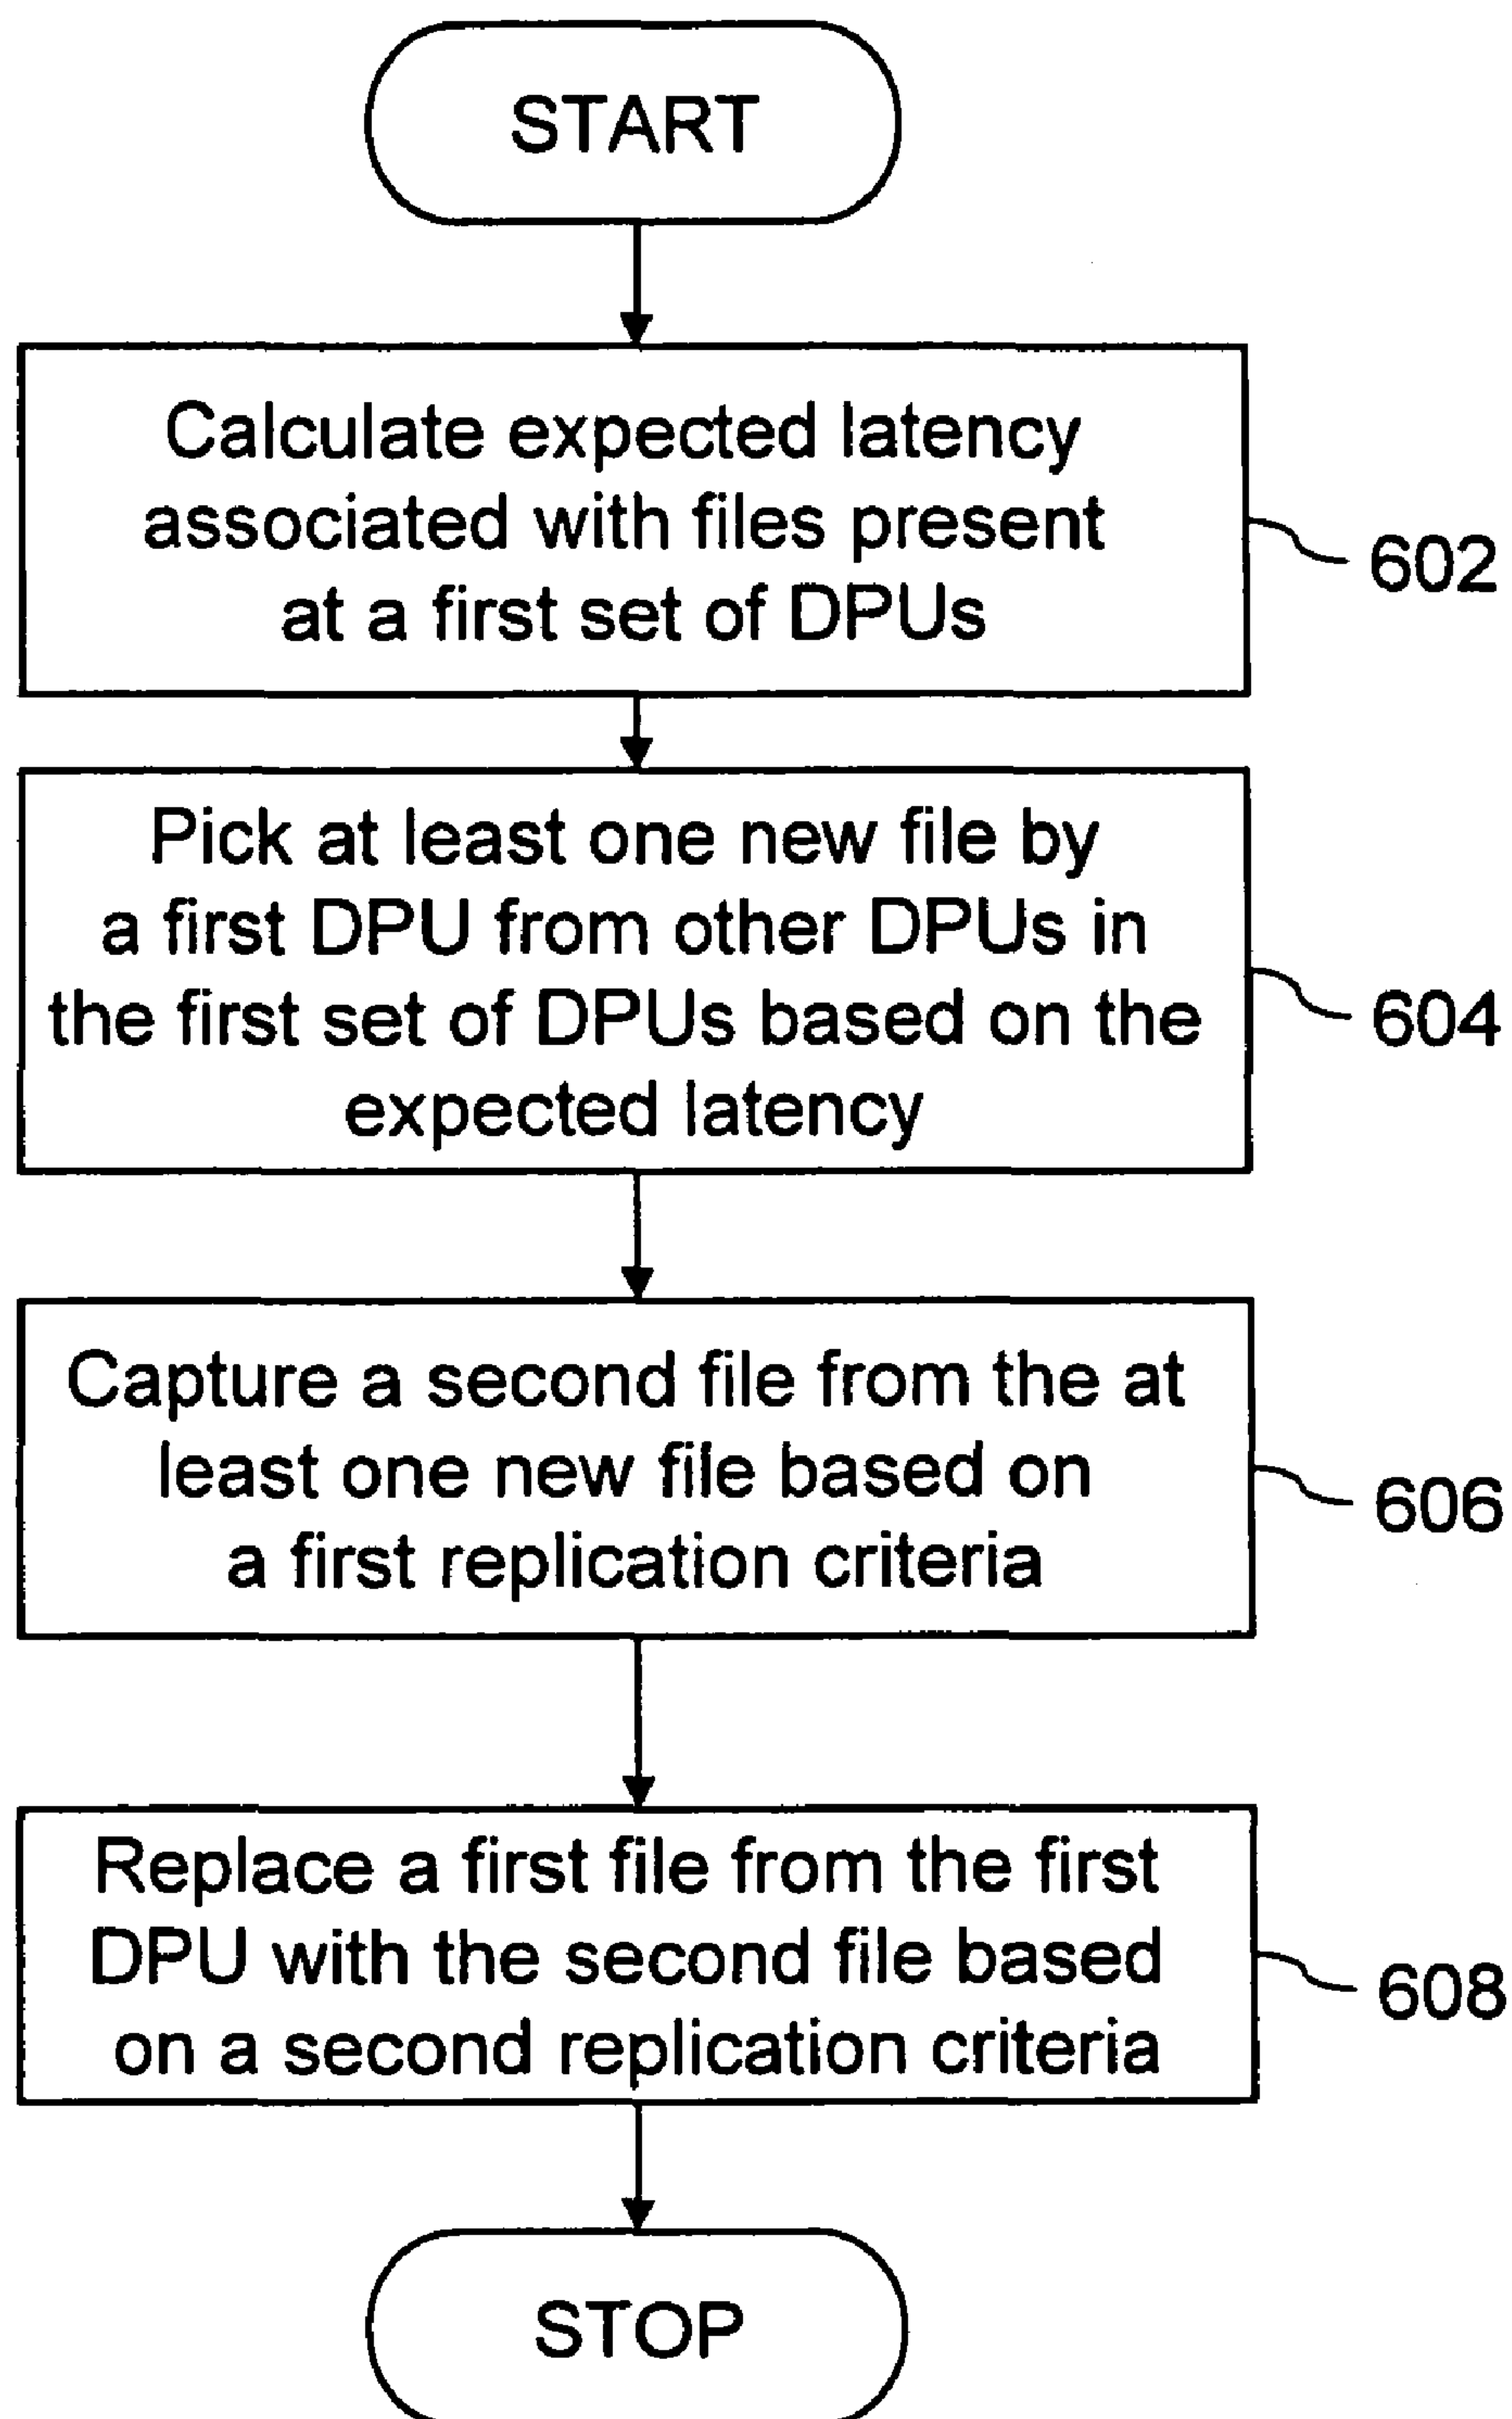 START
Calculate expected latency
associated with files present
at a first set of DPUs
602
Pick at least one new file by
a first DPU from other DPUs in
the first set of DPUs based on the
expected latency
604
Capture a second file from the at
least one new file based on
a first replication criteria
606
Replace a first file from the first
DPU with the second file based
on a second replication criteria
608
STOP